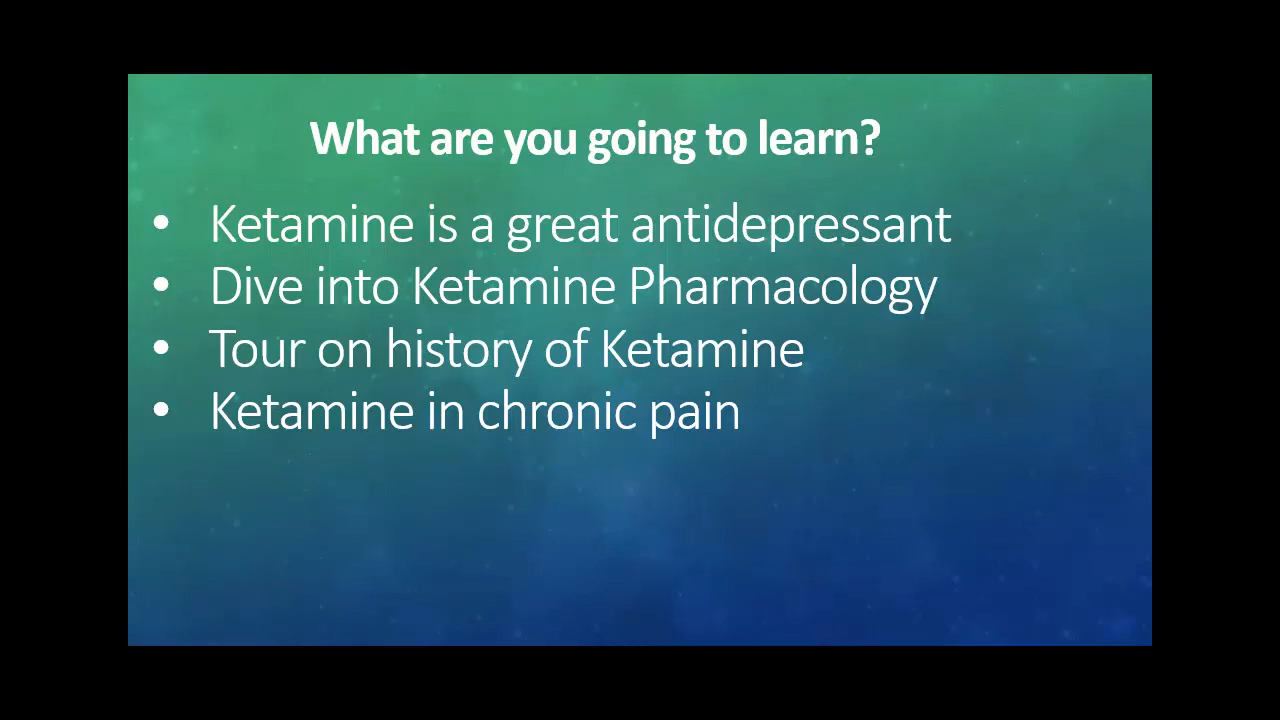 What are you going to learn?
• Ketamine is a great antidepressant
• Dive into Ketamine Pharmacology
• Tour on history of Ketamine
• Ketamine in chronic pain